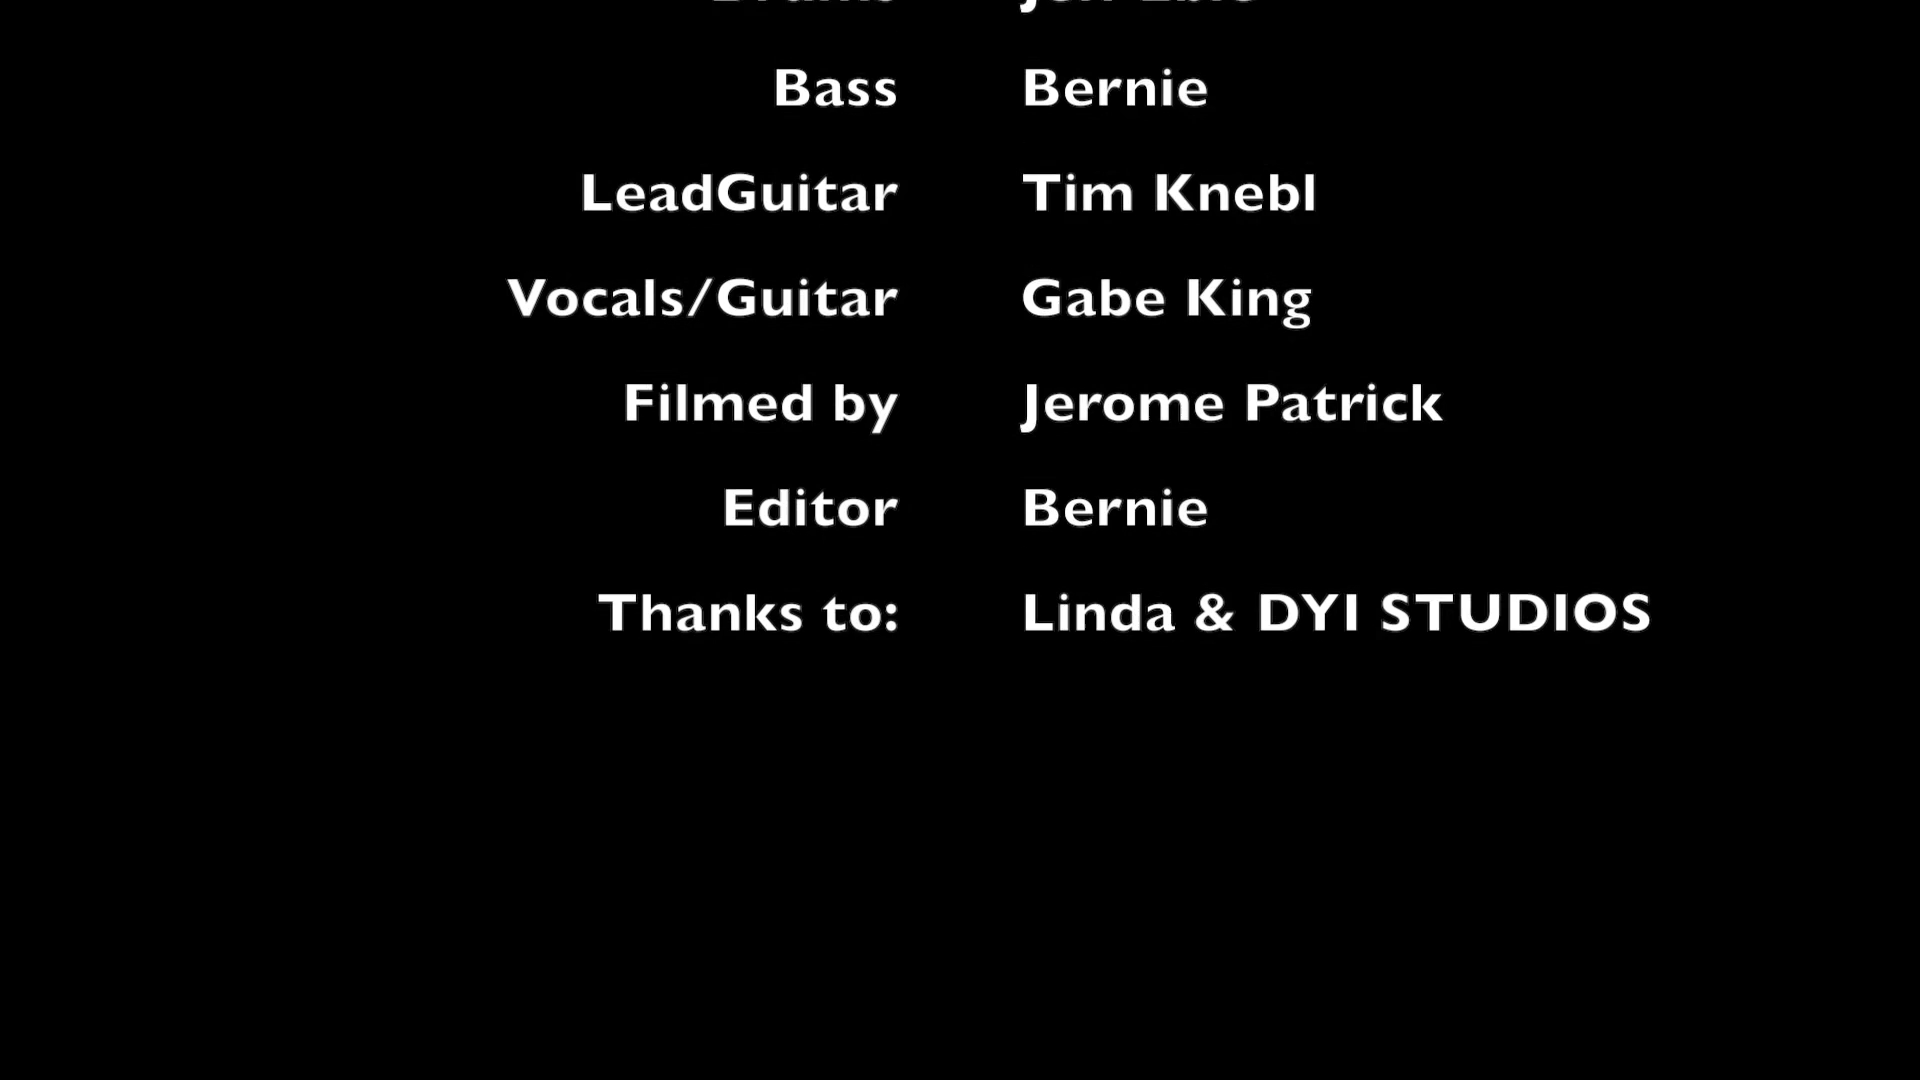 Bass Bernie
LeadGuitar Tim Knebl
Vocals/Guitar Gabe King
Filmed by Jerome Patrick
Editor Bernie
Thanks to: Linda & DYI STUDIOS